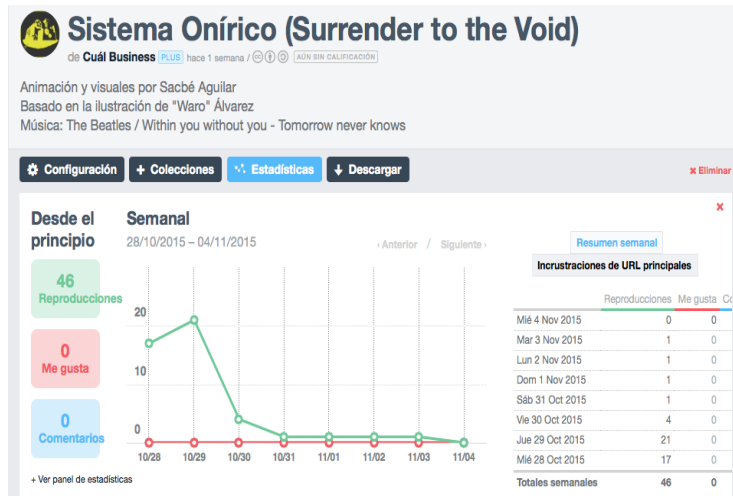 Sistema Onírico (Surrender to the Void)
de Cuál Business PLUS hace 1 semana / AÚN SIN CALIFICACIÓN
Animación y visuales por Sacbé Aguilar
Basado en la ilustración de "Waro" Álvarez
Música: The Beatles / Within you without you - Tomorrow never knows
Configuración + Colecciones Estadísticas Descargar
✖ Eliminar
Desde el
principio
46
Reproducciones
0
Me gusta
0
Comentarios
+ Ver panel de estadísticas
Semanal
28/10/2015 – 04/11/2015
‹ Anterior / Siguiente ›
20
10
0
10/28 10/29 10/30 10/31 11/01 11/02 11/03 11/04
Resumen semanal
Incrustraciones de URL principales
Reproducciones Me gusta Co
Mié 4 Nov 2015 0 0
Mar 3 Nov 2015 1 0
Lun 2 Nov 2015 1 0
Dom 1 Nov 2015 1 0
Sáb 31 Oct 2015 1 0
Vie 30 Oct 2015 4 0
Jue 29 Oct 2015 21 0
Mié 28 Oct 2015 17 0
Totales semanales 46 0